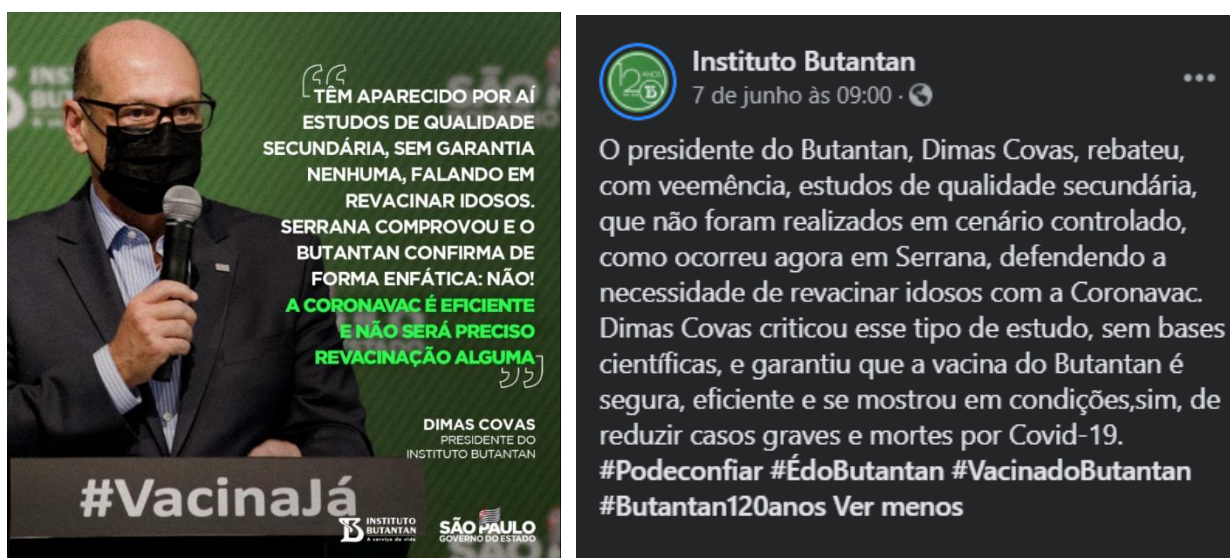 INSTITUTO
TÊM APARECIDO POR AÍ
ESTUDOS DE QUALIDADE
SECUNDÁRIA, SEM GARANTIA
NENHUMA, FALANDO EM
REVACINAR IDOSOS.
SERRANA COMPROVOU E O
BUTANTAN CONFIRMA DE
FORMA ENFÁTICA: NÃO!
A CORONAVAC É EFICIENTE
E NÃO SERÁ PRECISO
REVACINAÇÃO ALGUMA
DIMAS COVAS
PRESIDENTE DO
INSTITUTO BUTANTAN
#VacinaJá
INSTITUTO
BUTANTAN
A serviço da vida
SÃO PAULO
GOVERNO DO ESTADO
120 ANOS
Instituto Butantan
7 de junho às 09:00 ·
O presidente do Butantan, Dimas Covas, rebateu,
com veemência, estudos de qualidade secundária,
que não foram realizados em cenário controlado,
como ocorreu agora em Serrana, defendendo a
necessidade de revacinar idosos com a Coronavac.
Dimas Covas criticou esse tipo de estudo, sem bases
científicas, e garantiu que a vacina do Butantan é
segura, eficiente e se mostrou em condições,sim, de
reduzir casos graves e mortes por Covid-19.
#Podeconfiar #ÉdoButantan #VacinadoButantan
#Butantan120anos Ver menos